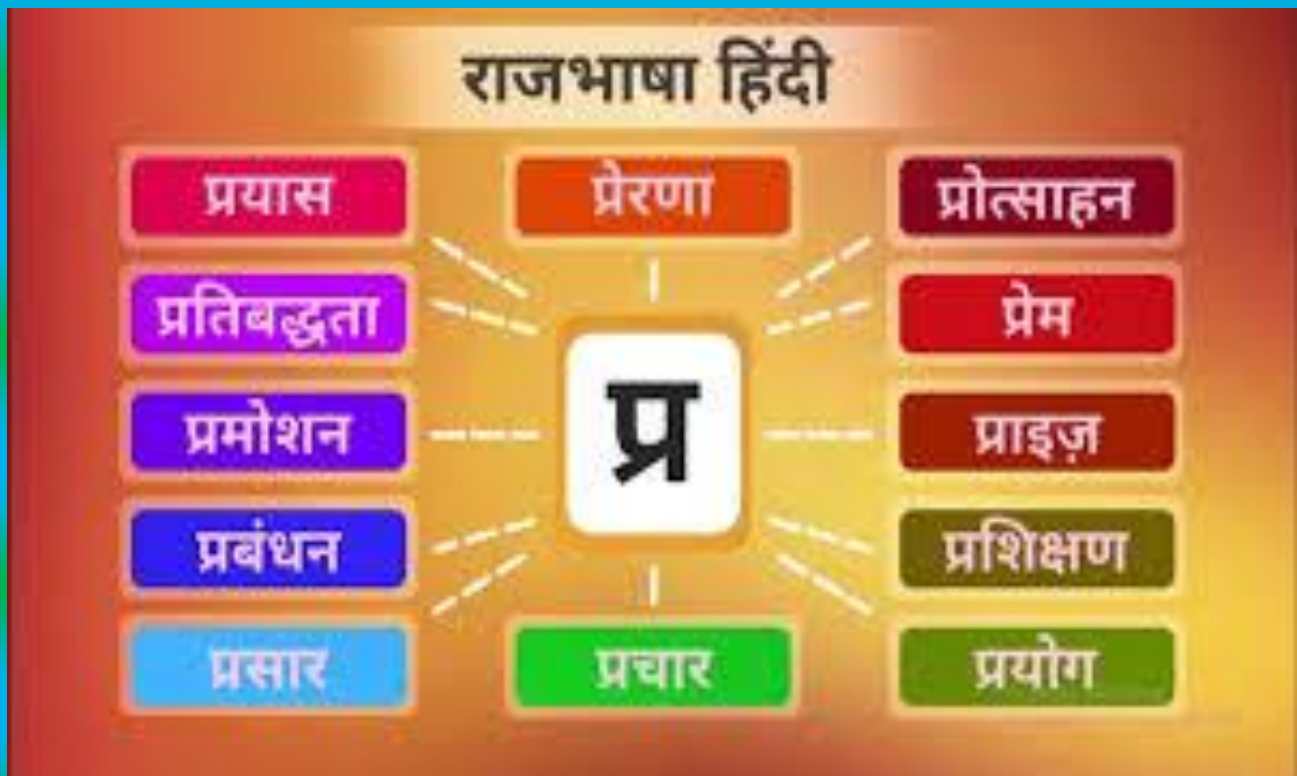 राजभाषा हिंदी
प्रयास
प्रेरणा
प्रोत्साहन
प्रतिबद्धता
प्रेम
प्रमोशन
प्र
प्राइज़
प्रबंधन
प्रशिक्षण
प्रसार
प्रचार
प्रयोग